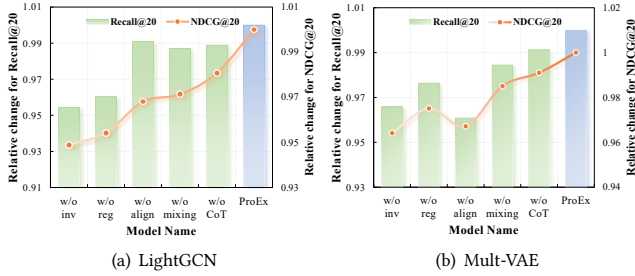 Recall@20 NDCG@20
Relative change for Recall@20
1.01
0.99
0.97
0.95
0.93
0.91
Relative change for NDCG@20
1.01
0.99
0.97
0.95
0.93
w/o inv
w/o reg
w/o align
w/o mixing
w/o CoT
ProEx
Model Name
(a) LightGCN
Recall@20 NDCG@20
Relative change for Recall@20
1.01
0.99
0.97
0.95
0.93
Relative change for NDCG@20
1.02
1
0.98
0.96
0.94
w/o inv
w/o reg
w/o align
w/o mixing
w/o CoT
ProEx
Model Name
(b) Mult-VAE